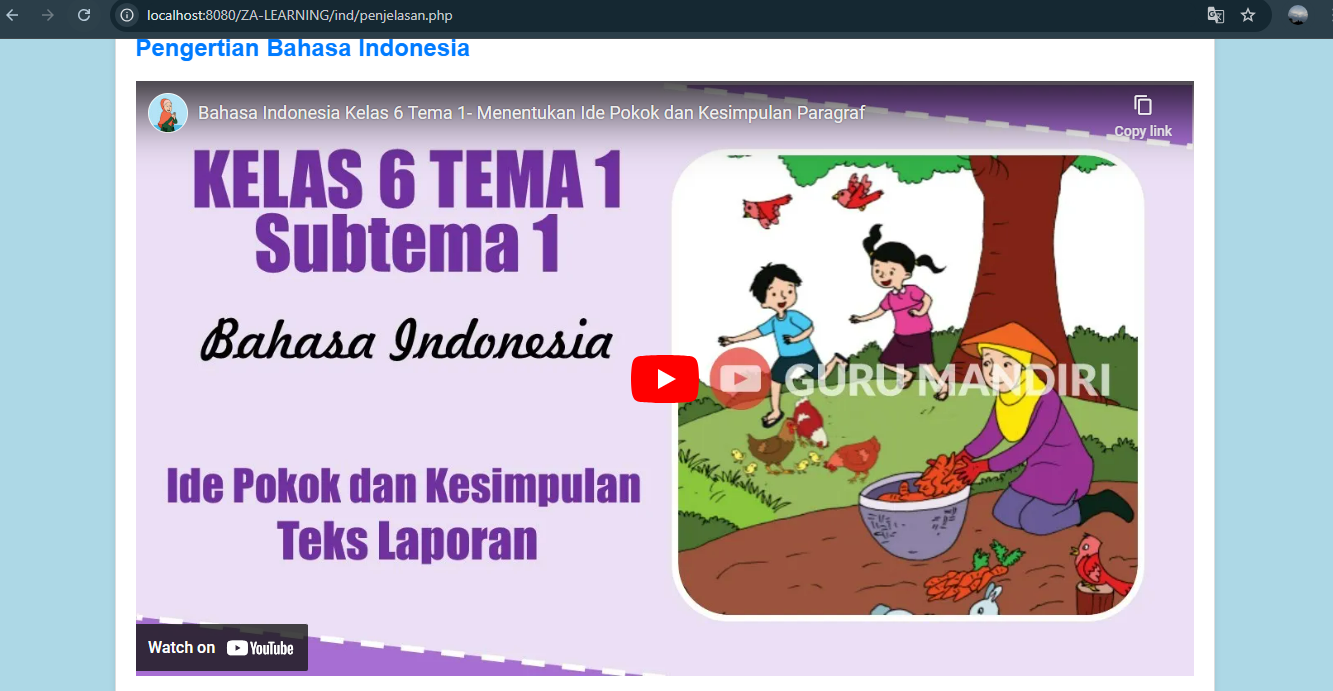 localhost:8080/ZA-LEARNING/ind/penjelasan.php
Pengertian Bahasa Indonesia
Bahasa Indonesia Kelas 6 Tema 1- Menentukan Ide Pokok dan Kesimpulan Paragraf
Copy link
KELAS 6 TEMA 1
Subtema 1
Bahasa Indonesia
GURU MANDIRI
Ide Pokok dan Kesimpulan
Teks Laporan
Watch on YouTube